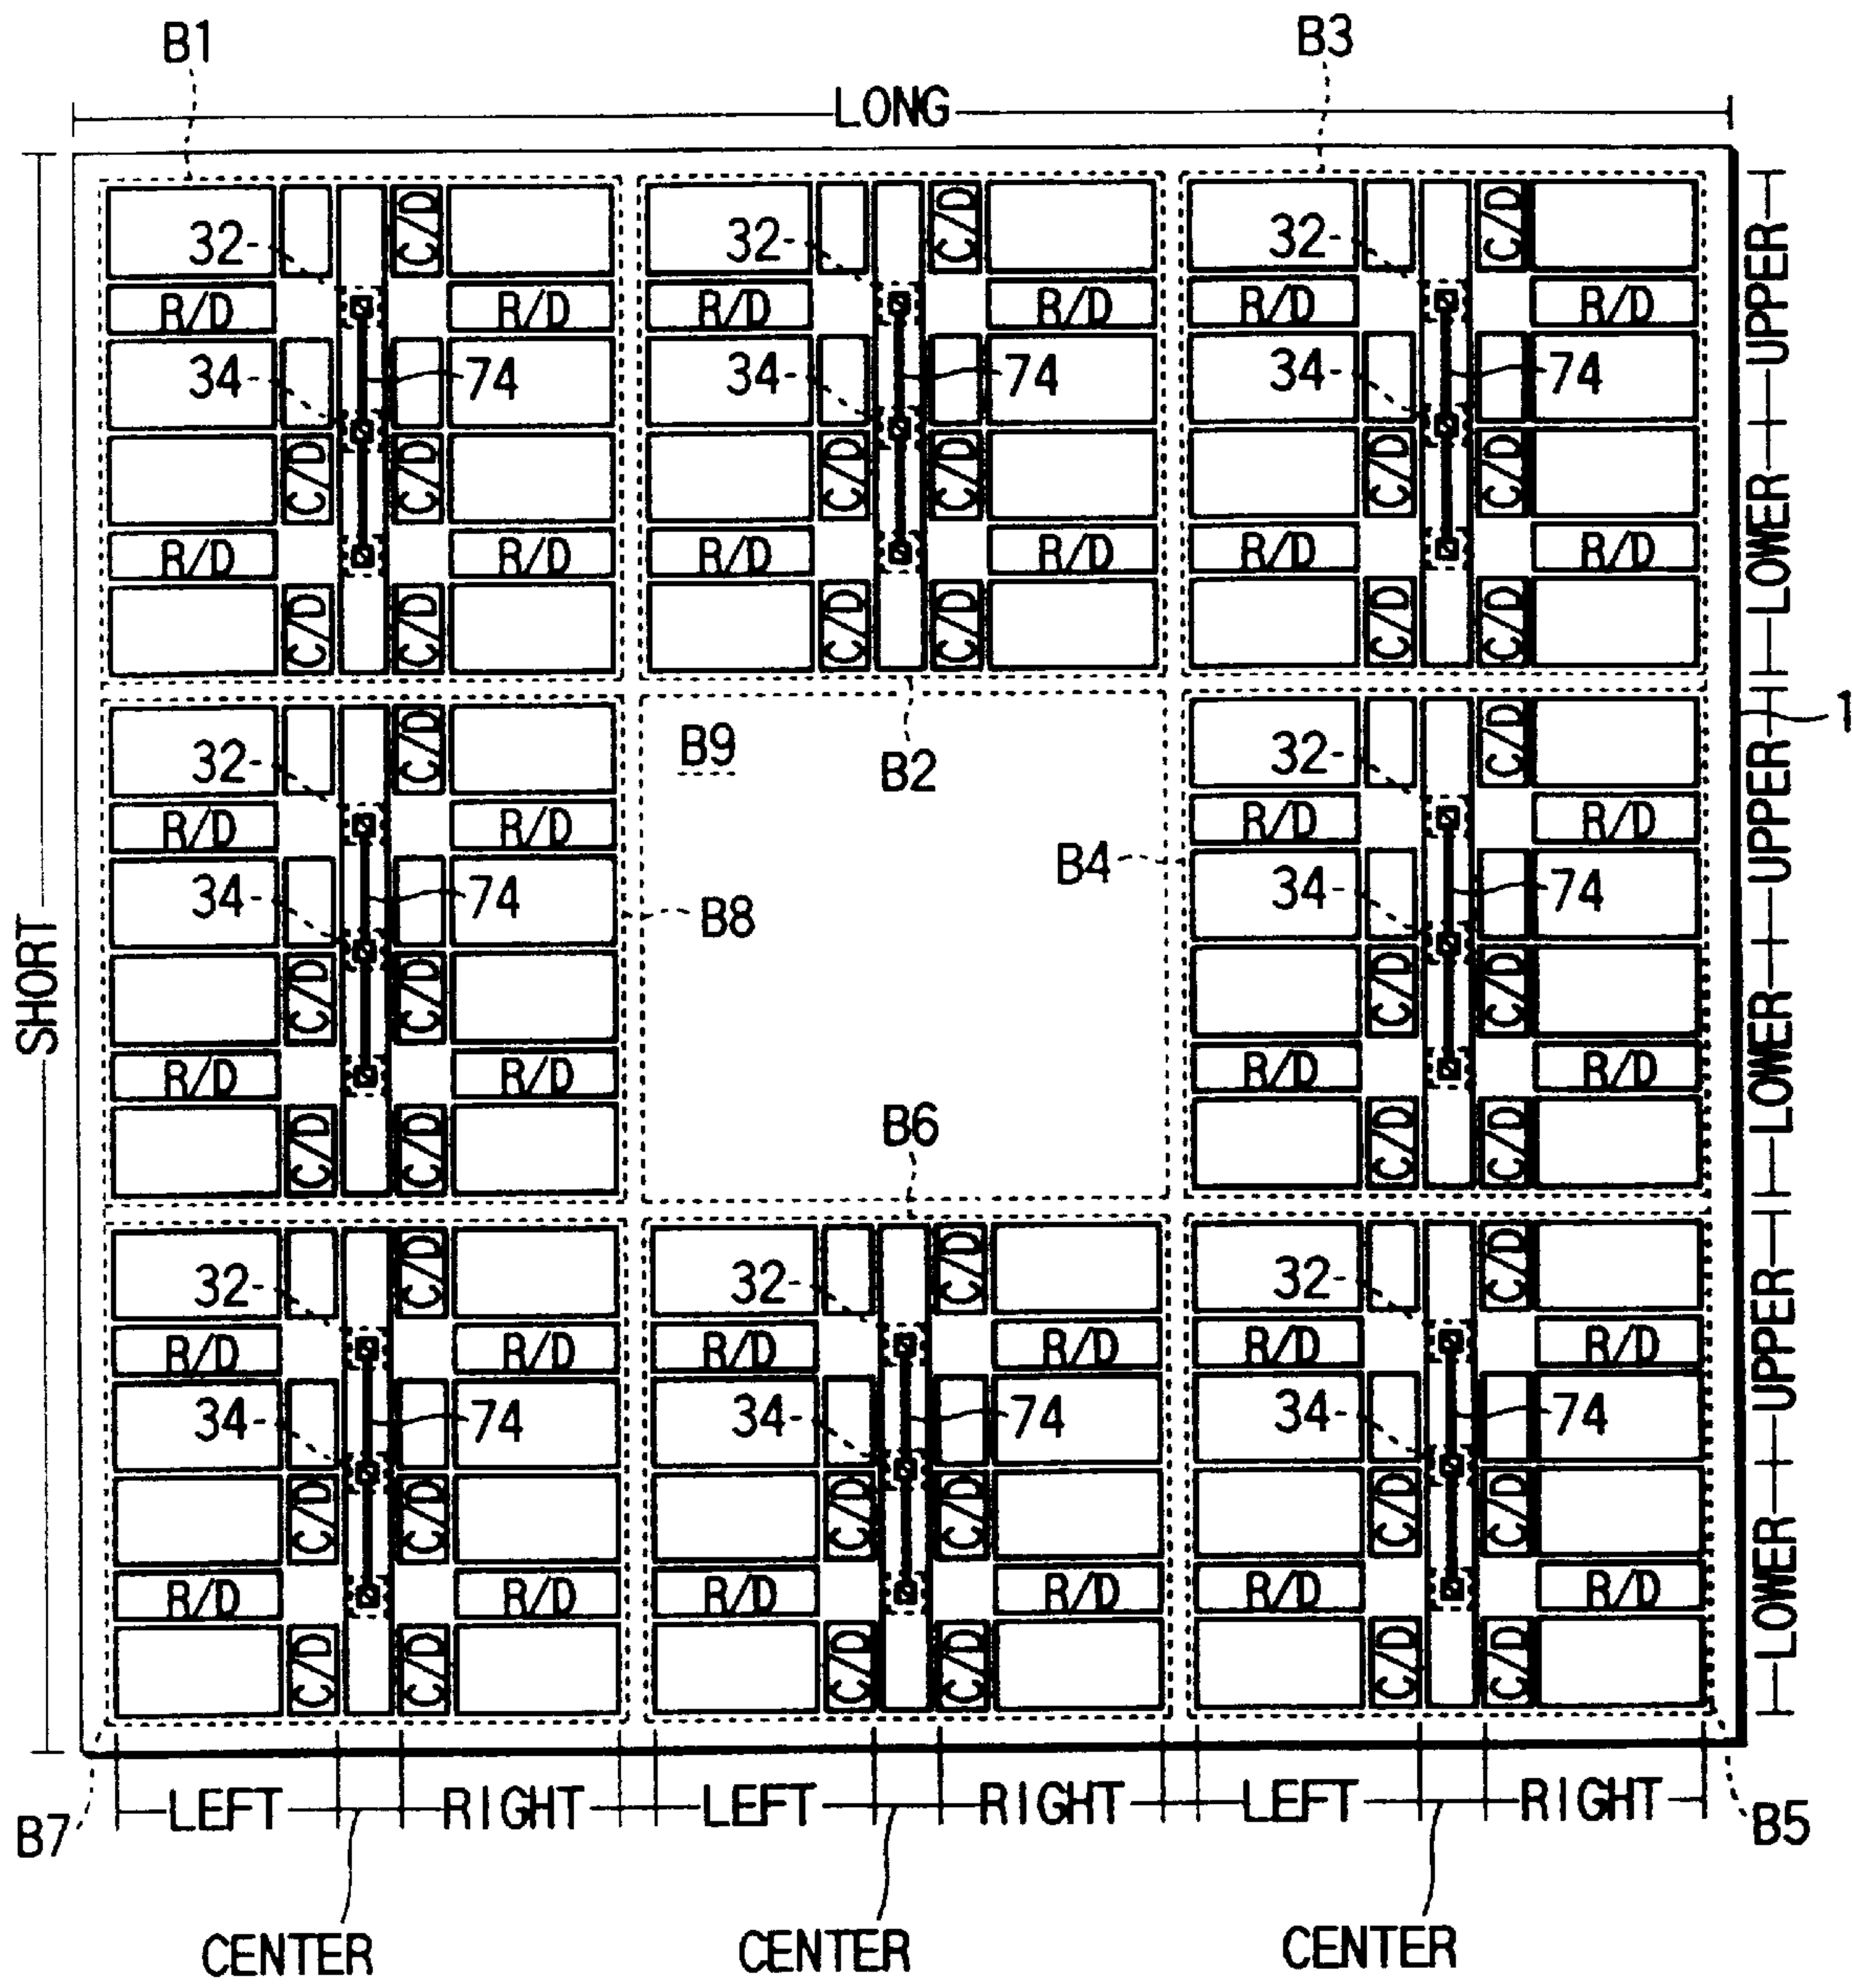 B1 B3
LONG
C/D C/D C/D
32 32 32
R/D R/D R/D R/D R/D R/D
UPPER
34 74 34 74 34 74
C/D C/D C/D C/D C/D C/D
R/D R/D R/D R/D R/D R/D
LOWER
C/D C/D C/D C/D C/D C/D
1
C/D B9 B2 C/D
32 32
R/D R/D R/D R/D
UPPER
B4
34 74 34 74
B8
SHORT
C/D C/D C/D C/D
R/D R/D R/D R/D
LOWER
B6
C/D C/D C/D C/D
C/D C/D C/D
32 32 32
R/D R/D R/D R/D R/D R/D
UPPER
34 74 34 74 34 74
C/D C/D C/D C/D C/D C/D
R/D R/D R/D R/D R/D R/D
LOWER
C/D C/D C/D C/D C/D C/D
LEFT RIGHT LEFT RIGHT LEFT RIGHT
B7 B5
CENTER CENTER CENTER